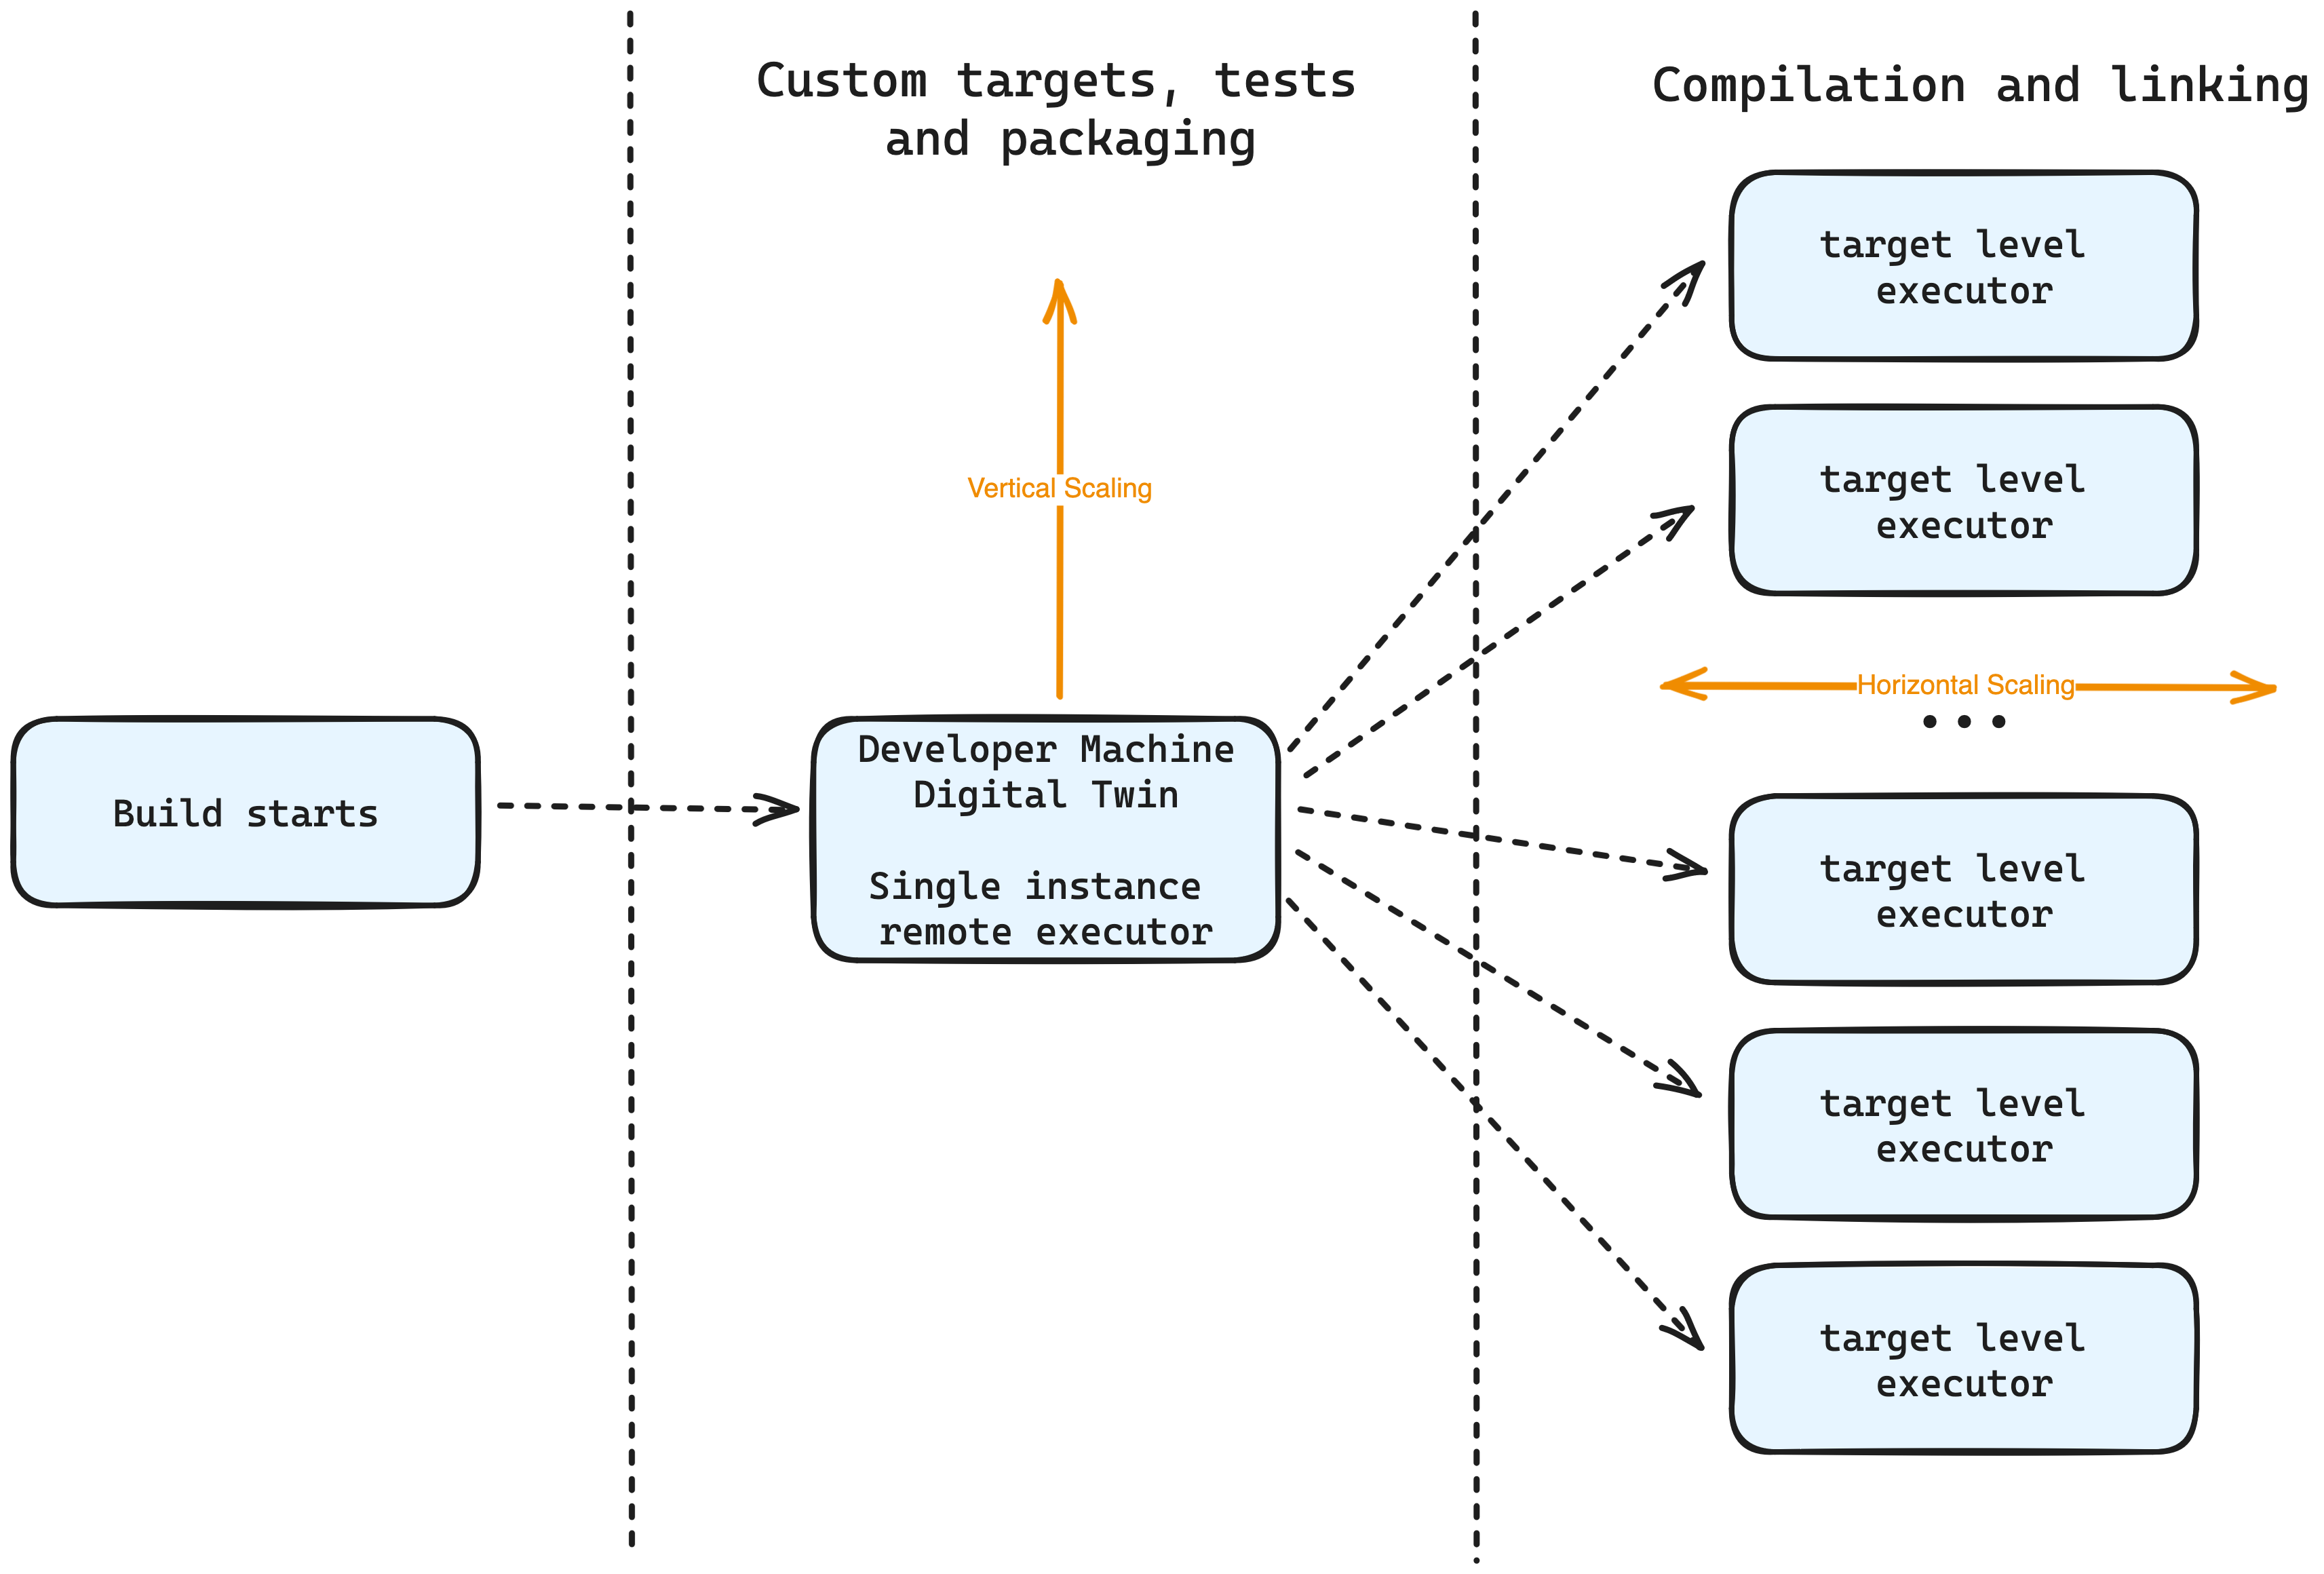 Custom targets, tests
and packaging
Compilation and linking
target level
executor
target level
executor
Vertical Scaling
Horizontal Scaling
...
Build starts
Developer Machine
Digital Twin
Single instance
remote executor
target level
executor
target level
executor
target level
executor